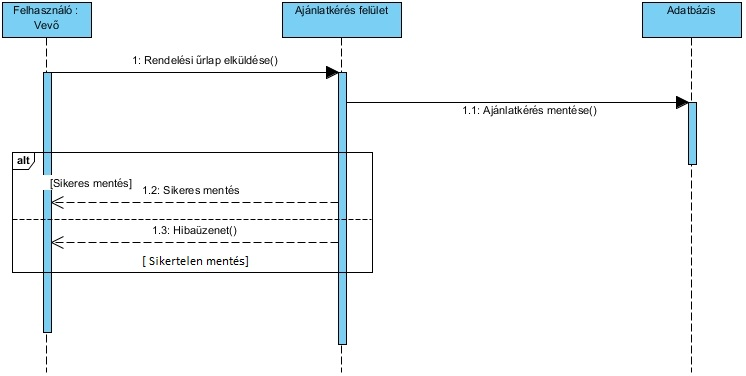 Felhasználó :
Vevő
Ajánlatkérés felület
Adatbázis
1: Rendelési űrlap elküldése()
1.1: Ajánlatkérés mentése()
alt
[Sikeres mentés]
1.2: Sikeres mentés
1.3: Hibaüzenet()
[ Sikertelen mentés]